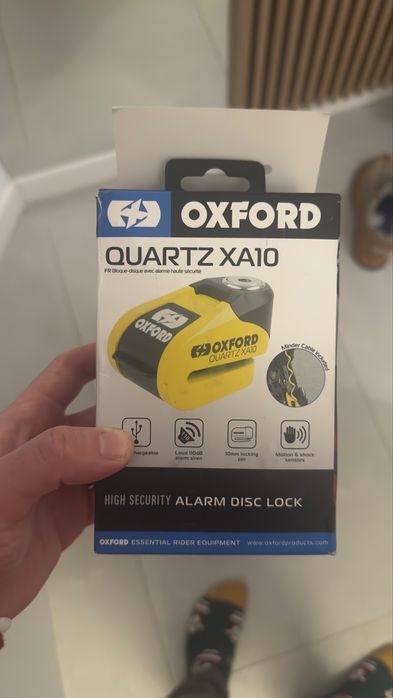 OXFORD
QUARTZ XA10
FR Bloque-disque avec alarme haute sécurité
OXFORD
OXFORD
QUARTZ XA10
Minder Cable Included
Loud 110dB
alarm siren
10mm locking
pin
Motion & shock
sensors
HIGH SECURITY ALARM DISC LOCK
OXFORD ESSENTIAL RIDER EQUIPMENT www.oxfordproducts.com